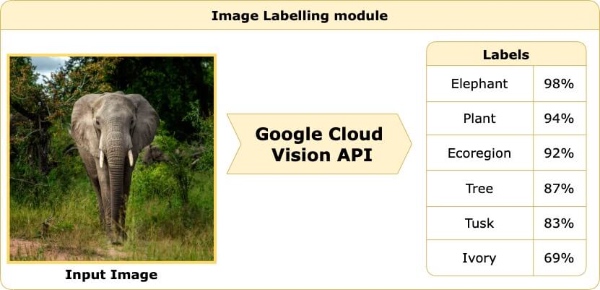 Image Labelling module
Input Image
Google Cloud
Vision API
Labels
Elephant 98%
Plant 94%
Ecoregion 92%
Tree 87%
Tusk 83%
Ivory 69%